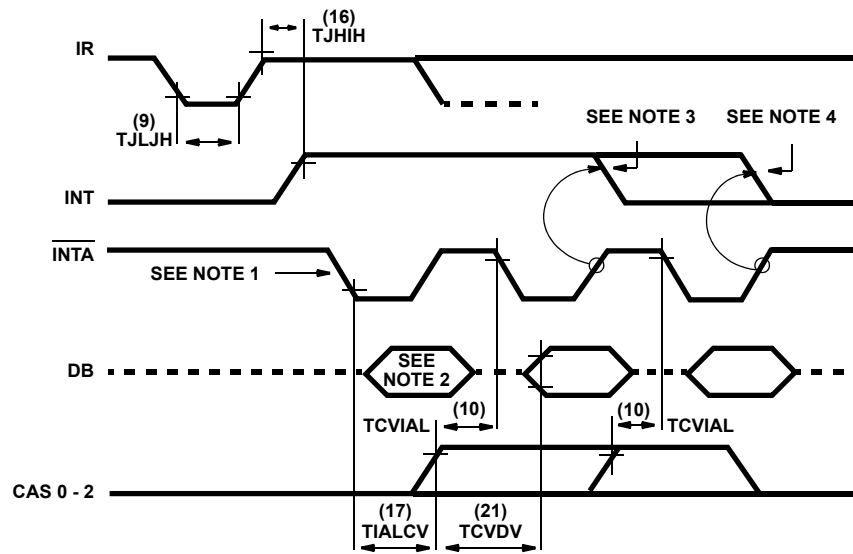 (16)
TJHIH
IR
(9)
TJLJH
SEE NOTE 3
SEE NOTE 4
INT
INTA
SEE NOTE 1
DB
SEE
NOTE 2
TCVIAL
(10)
(10)
TCVIAL
CAS 0 - 2
(17)
TIALCV
(21)
TCVDV